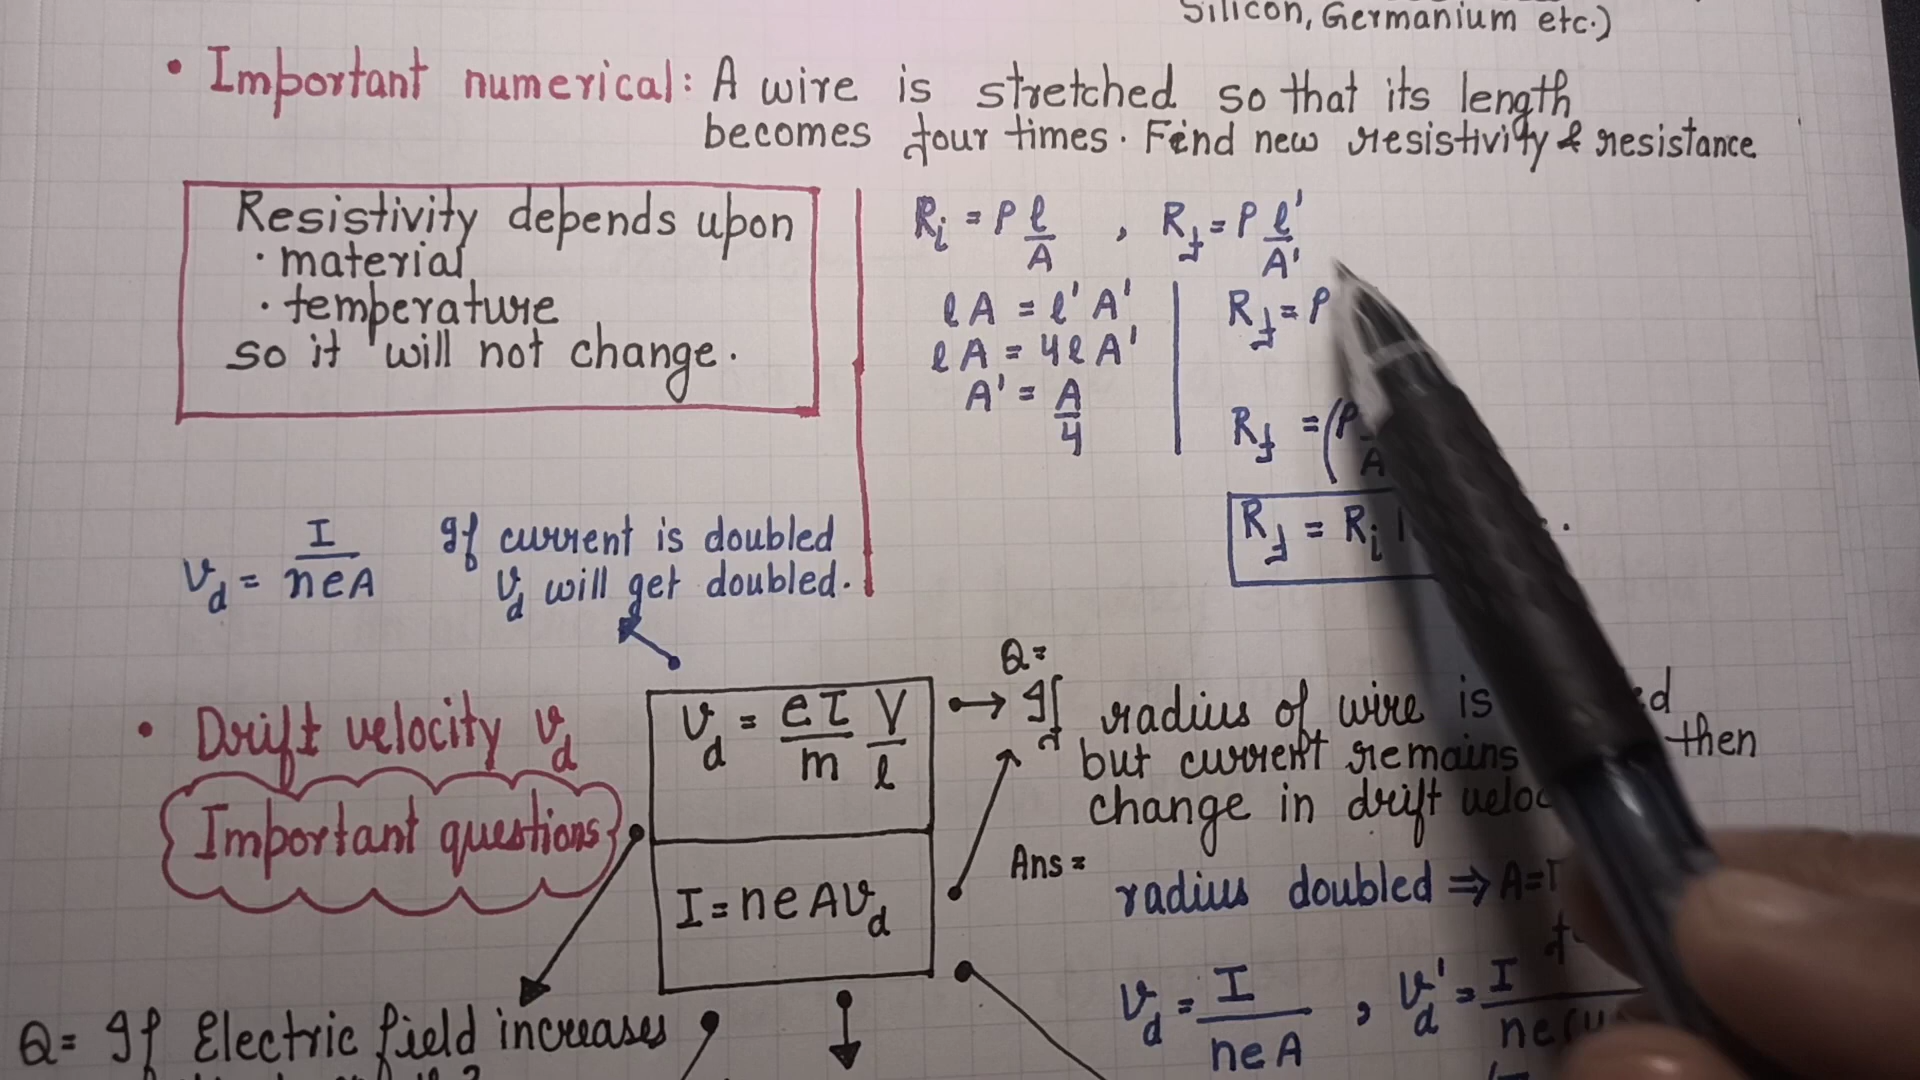 Silicon, Germanium etc.)
• Important numerical: A wire is stretched so that its length
becomes four times. Find new resistivity & resistance
Resistivity depends upon
· material
· temperature
so it will not change.
Ri = ρ l/A , Rf = ρ l'/A'
lA = l'A'
lA = 4lA'
A' = A/4
Rf = ρ
Rf = (ρ
A
Rf = Ri
vd = I/neA If current is doubled
vd will get doubled.
• Drift velocity vd
Important questions
vd = eτ/m V/l
I = neAvd
Q =
If radius of wire is
but current remains then
change in drift
Ans =
radius doubled ⇒ A=
vd = I/neA , vd' = I/ne(4
Q = If Electric field increases